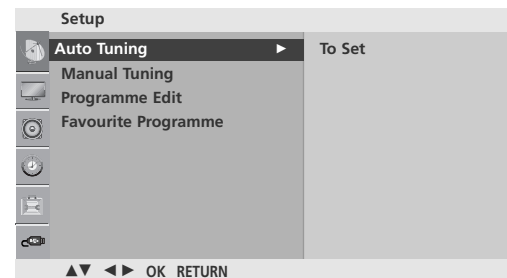 Setup
Auto Tuning ► To Set
Manual Tuning
Programme Edit
Favourite Programme
▲▼ ◄► OK RETURN